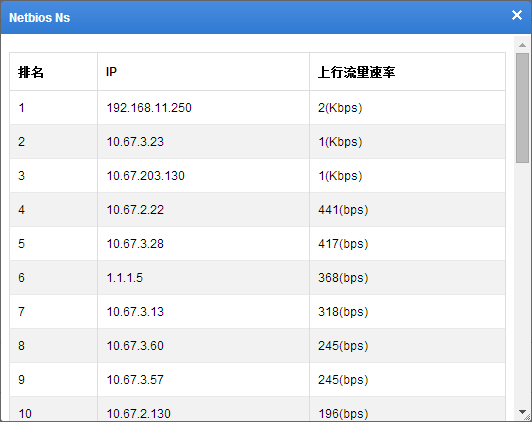 Netbios Ns
排名 IP 上行流量速率
1 192.168.11.250 2(Kbps)
2 10.67.3.23 1(Kbps)
3 10.67.203.130 1(Kbps)
4 10.67.2.22 441(bps)
5 10.67.3.28 417(bps)
6 1.1.1.5 368(bps)
7 10.67.3.13 318(bps)
8 10.67.3.60 245(bps)
9 10.67.3.57 245(bps)
10 10.67.2.130 196(bps)